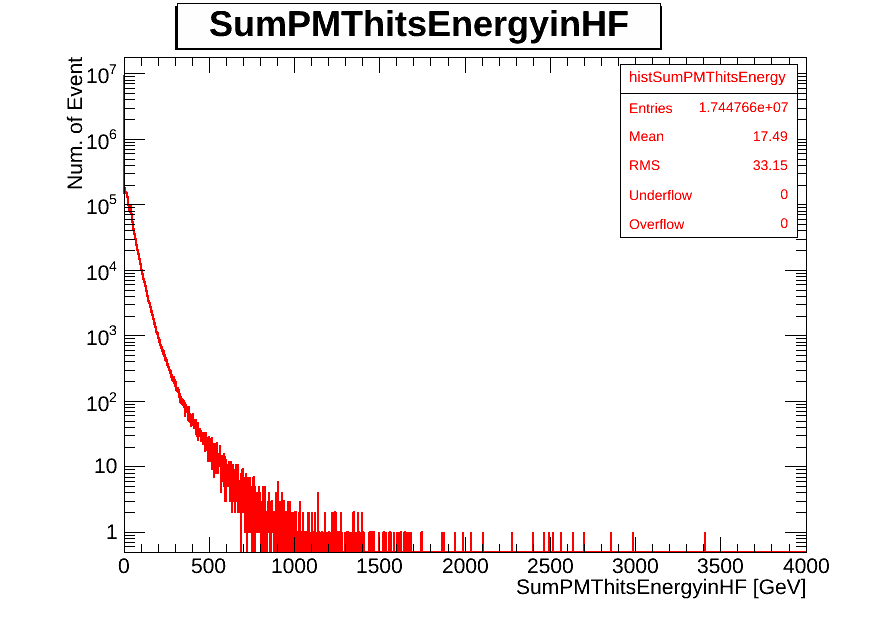 SumPMThitsEnergyinHF
Num. of Event
10^7
10^6
10^5
10^4
10^3
10^2
10
1
histSumPMThitsEnergy
Entries 1.744766e+07
Mean 17.49
RMS 33.15
Underflow 0
Overflow 0
0 500 1000 1500 2000 2500 3000 3500 4000
SumPMThitsEnergyinHF [GeV]